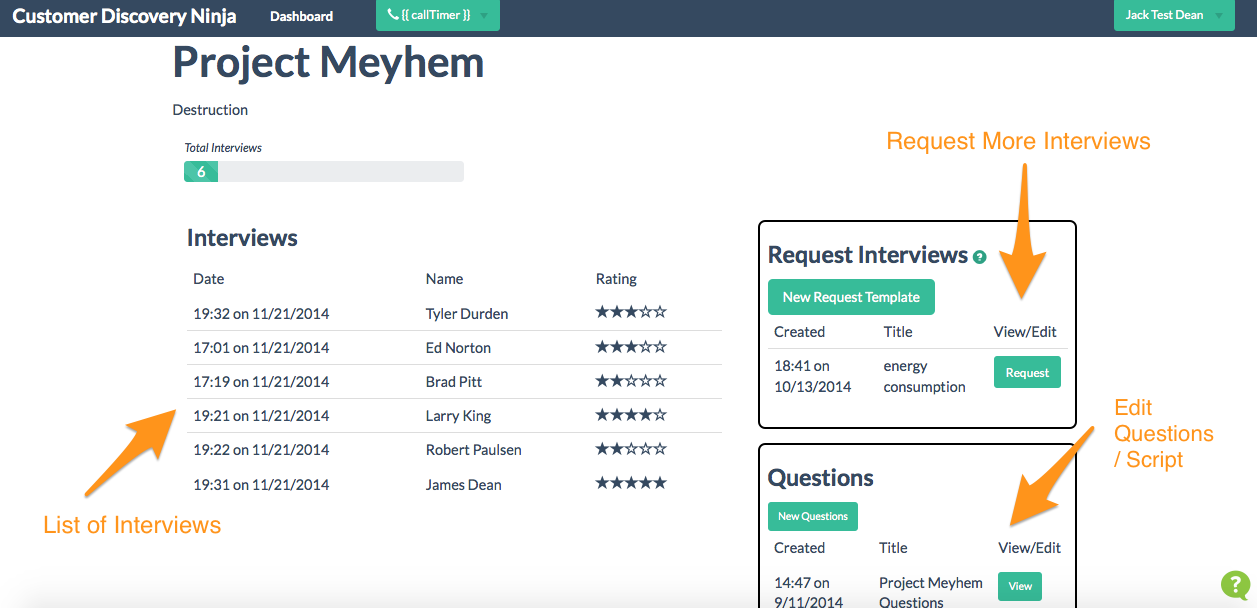 Customer Discovery Ninja Dashboard {{ callTimer }} Jack Test Dean
Project Meyhem
Destruction
Total Interviews
6
Request More Interviews
Interviews
Date Name Rating
19:32 on 11/21/2014 Tyler Durden ★★★☆☆
17:01 on 11/21/2014 Ed Norton ★★★☆☆
17:19 on 11/21/2014 Brad Pitt ★★☆☆☆
19:21 on 11/21/2014 Larry King ★★★★☆
19:22 on 11/21/2014 Robert Paulsen ★★☆☆☆
19:31 on 11/21/2014 James Dean ★★★★★
List of Interviews
Request Interviews ?
New Request Template
Created Title View/Edit
18:41 on energy Request
10/13/2014 consumption
Edit
Questions
/ Script
Questions
New Questions
Created Title View/Edit
14:47 on Project Meyhem View
9/11/2014 Questions
?